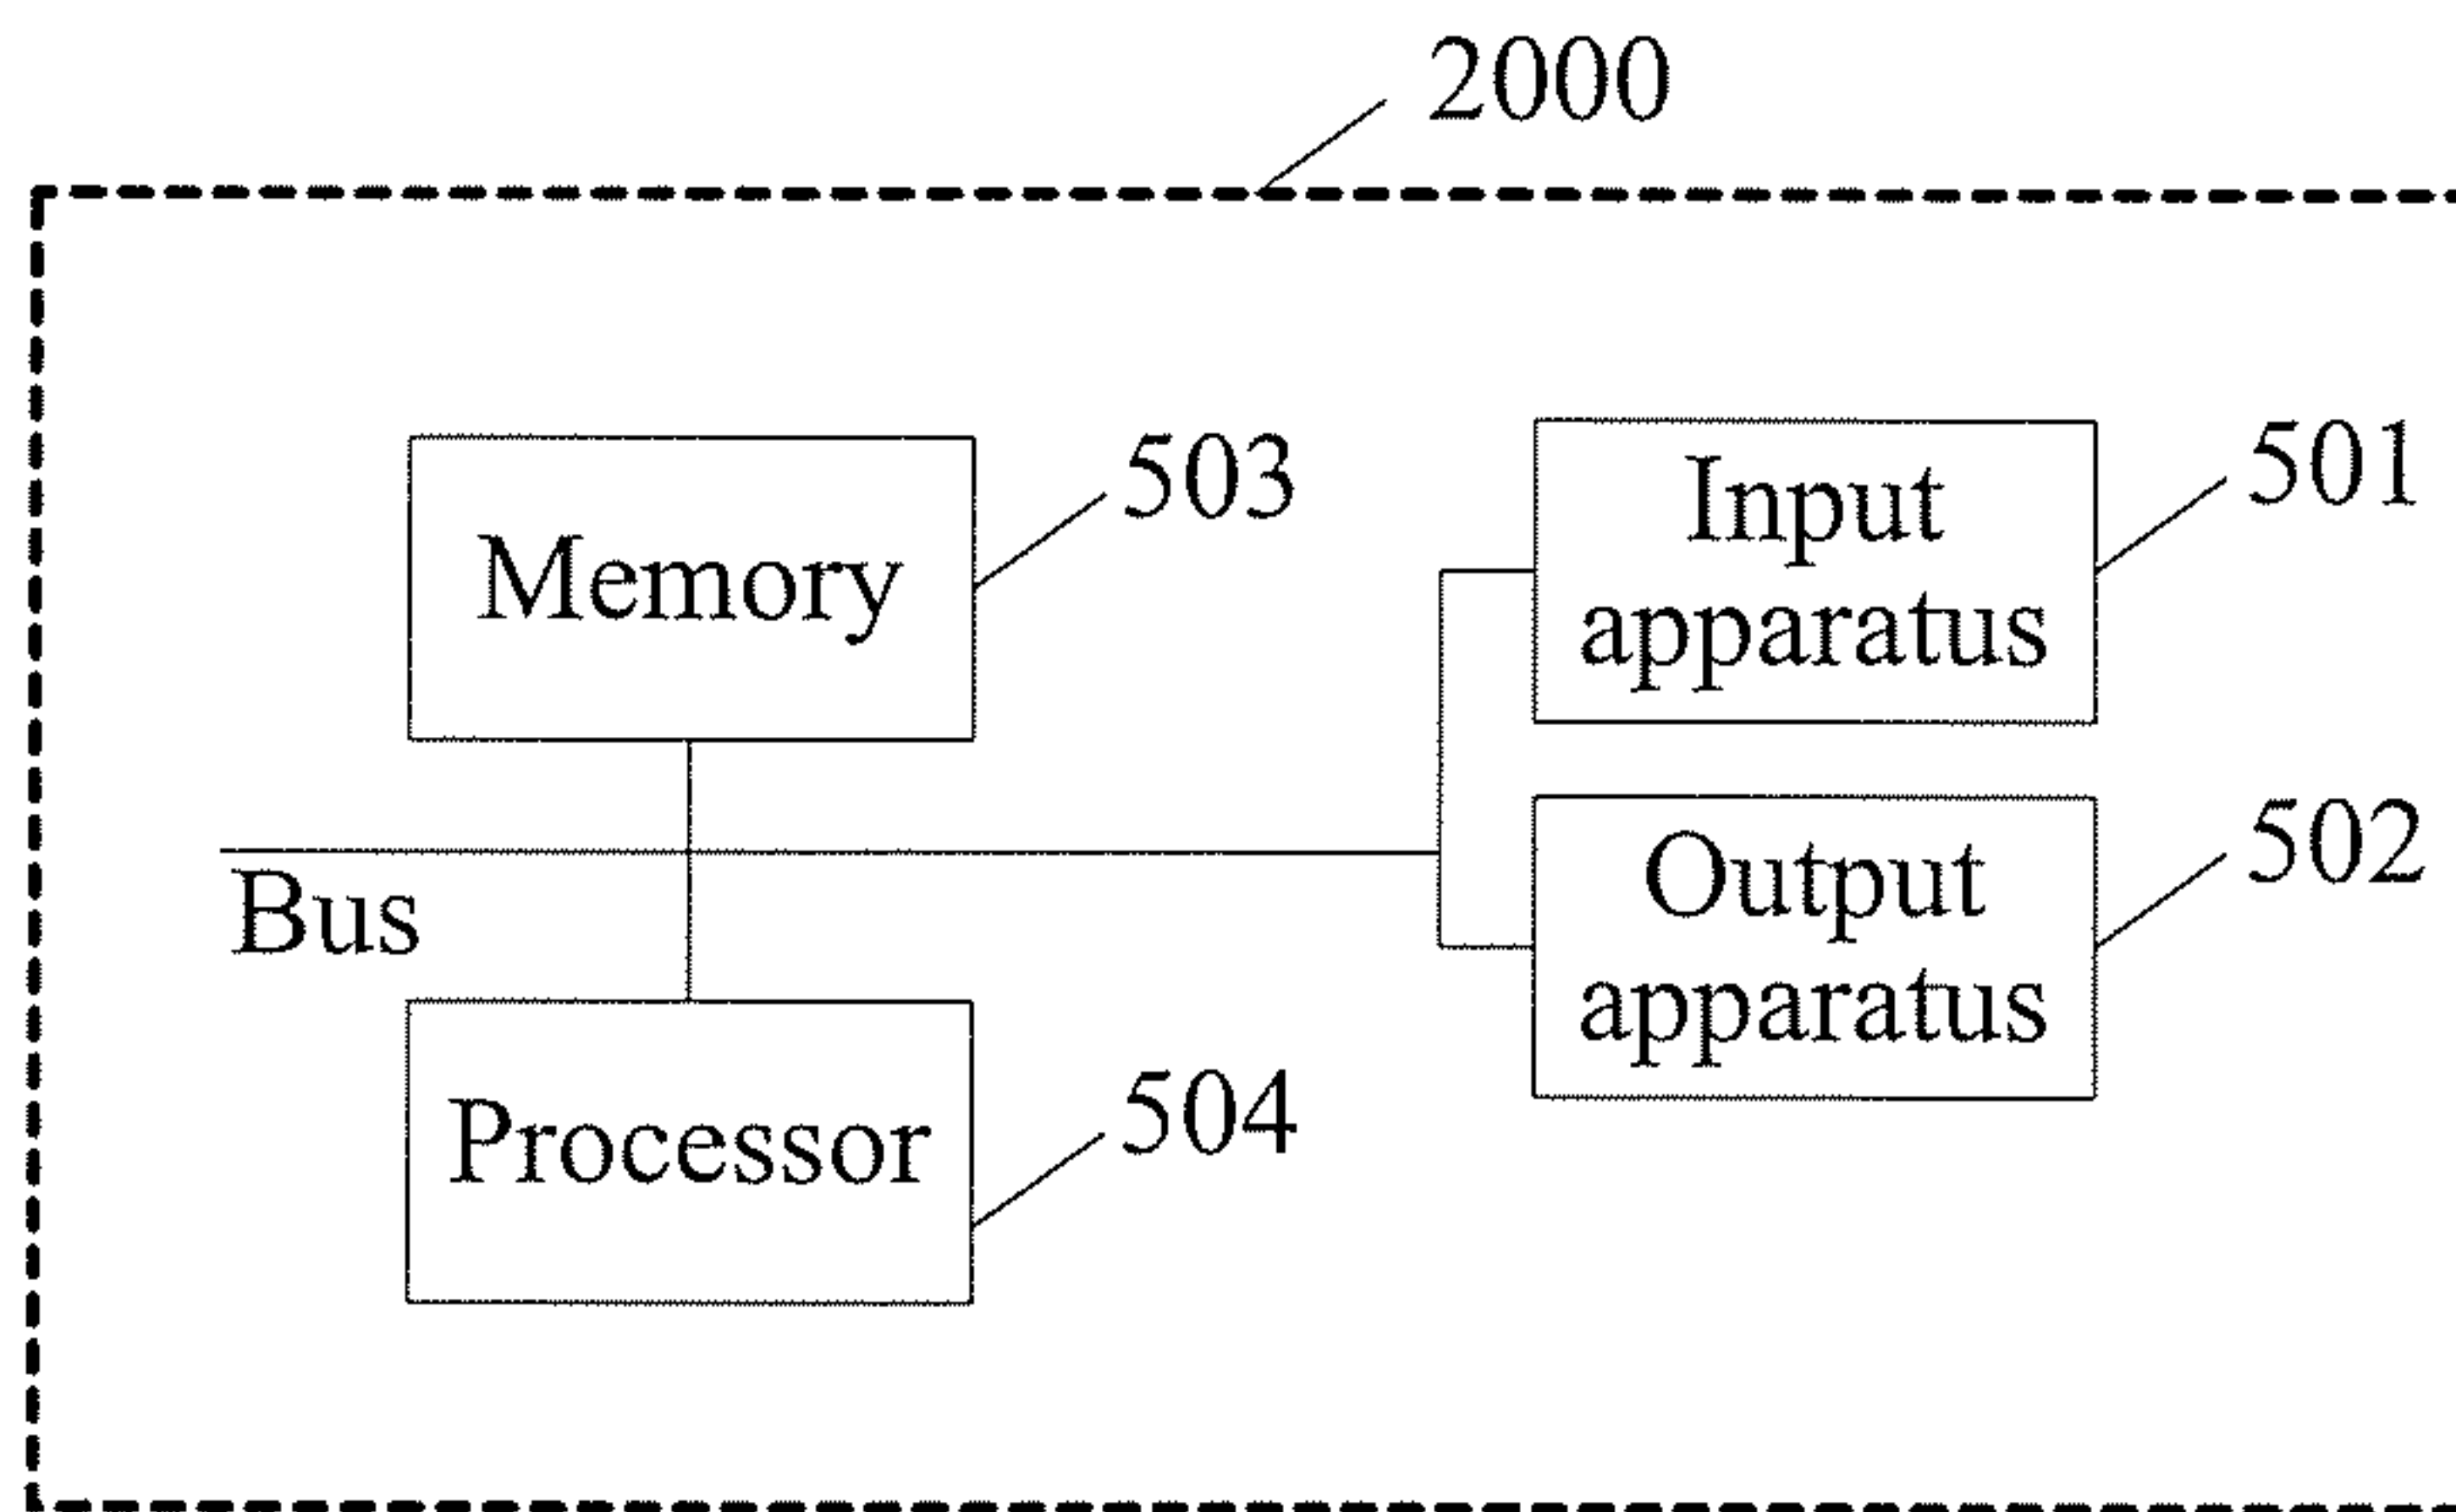 2000
Memory
503
Input
apparatus
501
Bus
Output
apparatus
502
Processor
504